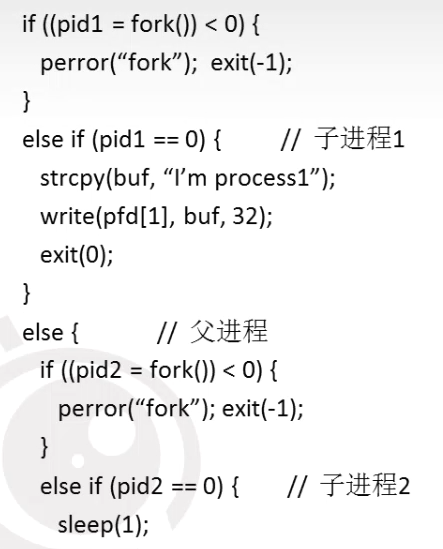 if ((pid1 = fork()) < 0) {
perror(“fork”); exit(-1);
}
else if (pid1 == 0) { // 子进程1
strcpy(buf, “I’m process1”);
write(pfd[1], buf, 32);
exit(0);
}
else { // 父进程
if ((pid2 = fork()) < 0) {
perror(“fork”); exit(-1);
}
else if (pid2 == 0) { // 子进程2
sleep(1);